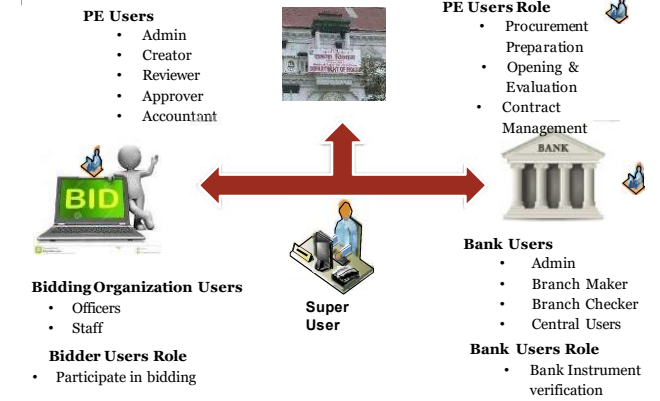 PE Users
• Admin
• Creator
• Reviewer
• Approver
• Accountant
PE Users Role
• Procurement
Preparation
• Opening &
Evaluation
• Contract
Management
BANK
BID
Bidding Organization Users
• Officers
• Staff
Bidder Users Role
• Participate in bidding
Super
User
Bank Users
• Admin
• Branch Maker
• Branch Checker
• Central Users
Bank Users Role
• Bank Instrument
verification